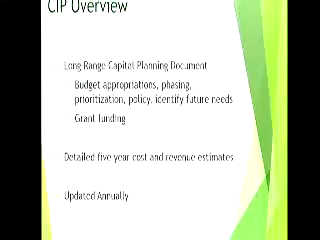 CIP Overview
Long Range Capital Planning Document
Budget appropriations, phasing,
prioritization, policy, identify future needs
Grant funding
Detailed five year cost and revenue estimates
Updated Annually